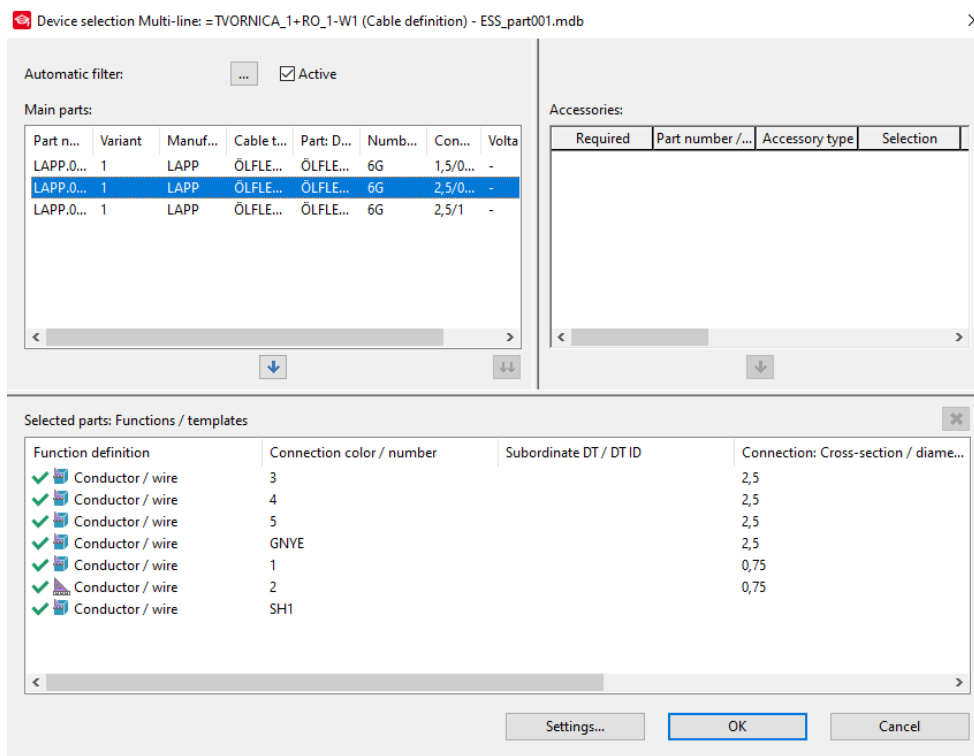 Device selection Multi-line: =TVORNICA_1+RO_1-W1 (Cable definition) - ESS_part001.mdb
Automatic filter: ... Active
Main parts:
Part n... Variant Manuf... Cable t... Part: D... Numb... Con... Volta
LAPP.0... 1 LAPP ÖLFLE... ÖLFLE... 6G 1,5/0... -
LAPP.0... 1 LAPP ÖLFLE... ÖLFLE... 6G 2,5/0... -
LAPP.0... 1 LAPP ÖLFLE... ÖLFLE... 6G 2,5/1 -
Accessories:
Required Part number /... Accessory type Selection
Selected parts: Functions / templates
Function definition Connection color / number Subordinate DT / DT ID Connection: Cross-section / diame...
Conductor / wire 3 2,5
Conductor / wire 4 2,5
Conductor / wire 5 2,5
Conductor / wire GNYE 2,5
Conductor / wire 1 0,75
Conductor / wire 2 0,75
Conductor / wire SH1
Settings... OK Cancel